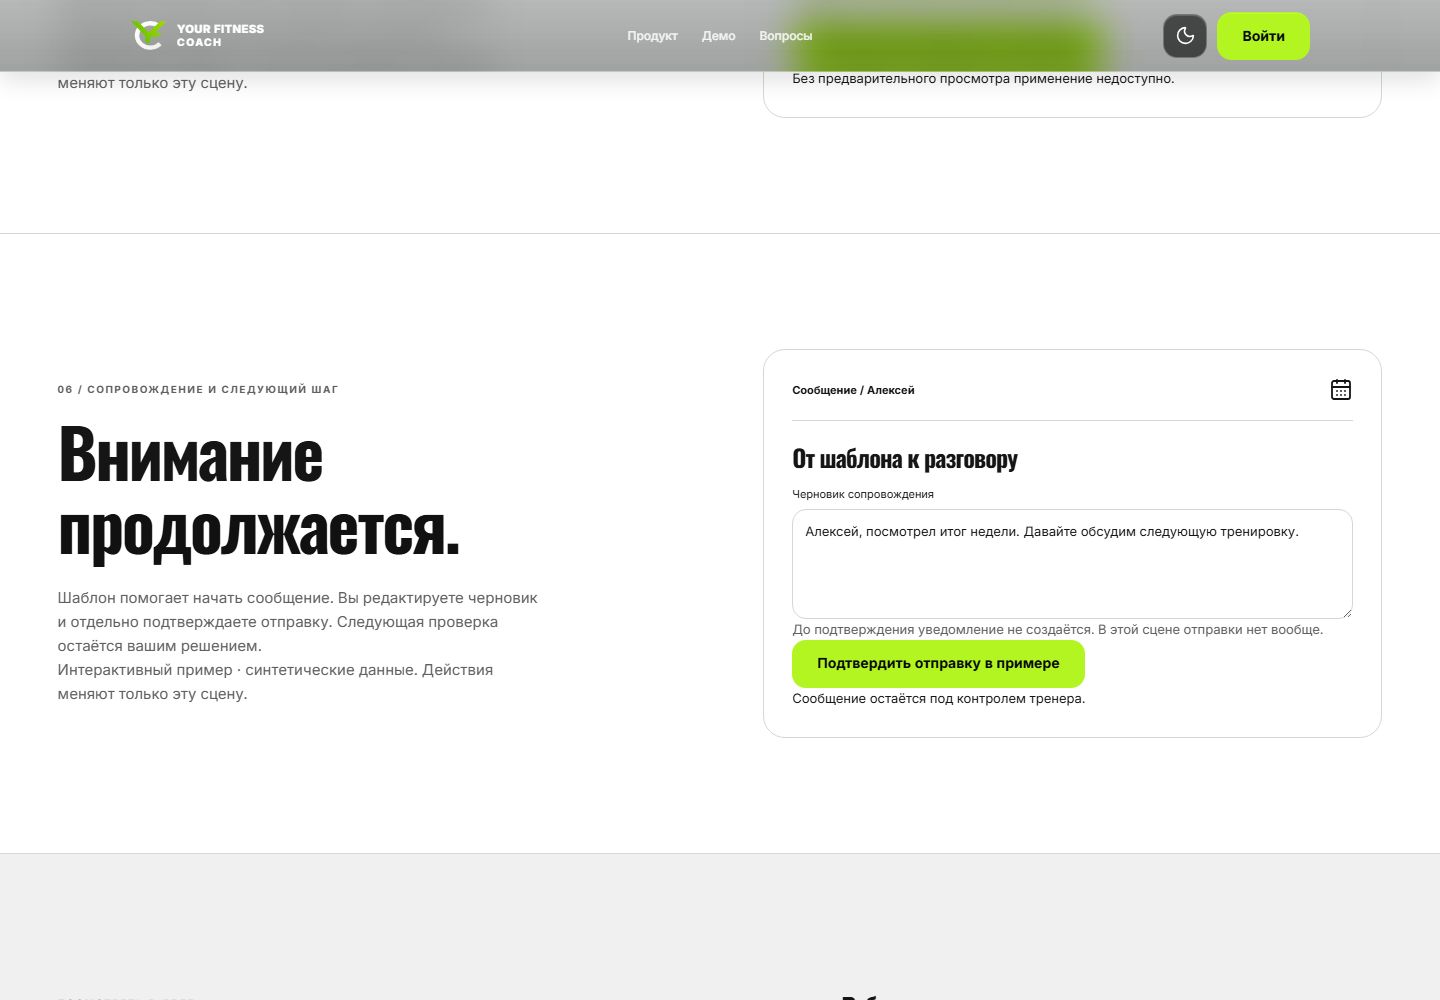 YOUR FITNESS
COACH
Продукт
Демо
Вопросы
Войти
меняют только эту сцену.
Без предварительного просмотра применение недоступно.
06 / СОПРОВОЖДЕНИЕ И СЛЕДУЮЩИЙ ШАГ
Внимание
продолжается.
Шаблон помогает начать сообщение. Вы редактируете черновик
и отдельно подтверждаете отправку. Следующая проверка
остаётся вашим решением.
Интерактивный пример · синтетические данные. Действия
меняют только эту сцену.
Сообщение / Алексей
От шаблона к разговору
Черновик сопровождения
Алексей, посмотрел итог недели. Давайте обсудим следующую тренировку.
До подтверждения уведомление не создаётся. В этой сцене отправки нет вообще.
Подтвердить отправку в примере
Сообщение остаётся под контролем тренера.